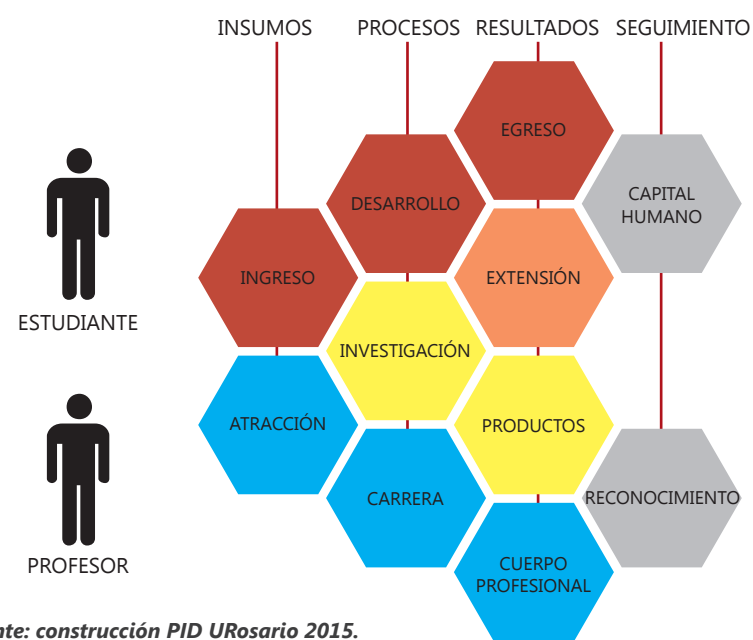 INSUMOS PROCESOS RESULTADOS SEGUIMIENTO
EGRESO
DESARROLLO
CAPITAL
HUMANO
INGRESO
EXTENSIÓN
ESTUDIANTE
INVESTIGACIÓN
ATRACCIÓN
PRODUCTOS
CARRERA
RECONOCIMIENTO
PROFESOR
CUERPO
PROFESIONAL
nte: construcción PID URosario 2015.